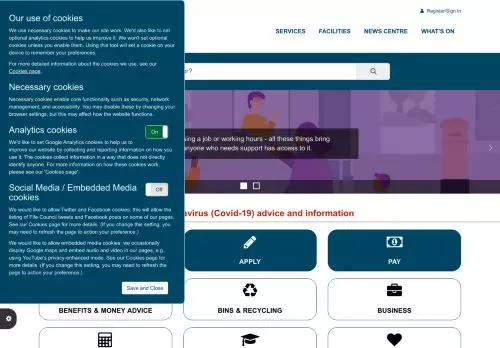 Our use of cookies
We use necessary cookies to make our site work. We'd also like to set
optional analytics cookies to help us improve it. We won't set optional
cookies unless you enable them. Using this tool will set a cookie on your
device to remember your preferences.
For more detailed information about the cookies we use, see our
Cookies page.
Necessary cookies
Necessary cookies enable core functionality such as security, network
management, and accessibility. You may disable these by changing your
browser settings, but this may affect how the website functions.
Analytics cookies
On
We'd like to set Google Analytics cookies to help us to
improve our website by collecting and reporting information on how you
use it. The cookies collect information in a way that does not directly
identify anyone. For more information on how these cookies work,
please see our 'Cookies page'.
Social Media / Embedded Media
cookies
Off
We would like to allow Twitter and Facebook cookies: this will allow the
listing of Fife Council tweets and Facebook posts on some of our pages.
See our Cookies page for more details. (If you change this setting, you
may need to refresh the page to action your preference.)
We would like to allow embedded media cookies: we occasionally
display Google maps and embed audio and video in our pages, e.g.
using YouTube's privacy-enhanced mode. See our Cookies page for
more details. (If you change this setting, you may need to refresh the
page to action your preference.)
Save and Close
Register/Sign In
SERVICES FACILITIES NEWS CENTRE WHAT'S ON
or?
sing a job or working hours - all these things bring
anyone who needs support has access to it.
avirus (Covid-19) advice and information
APPLY
PAY
BENEFITS & MONEY ADVICE
BINS & RECYCLING
BUSINESS